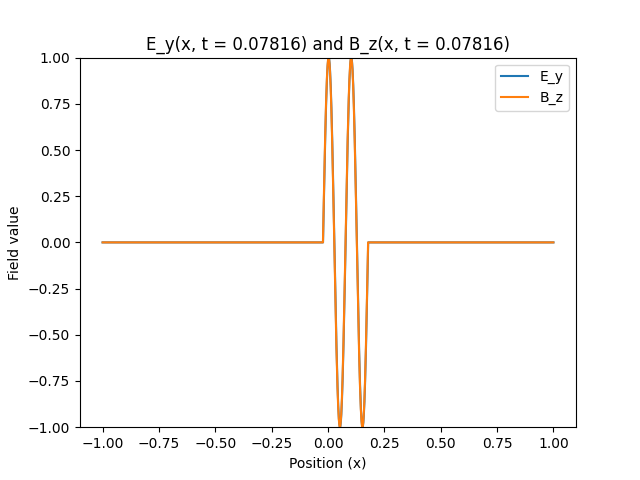 E_y(x, t = 0.07816) and B_z(x, t = 0.07816)
1.00
0.75
0.50
0.25
0.00
−0.25
−0.50
−0.75
−1.00
Field value
E_y
B_z
−1.00 −0.75 −0.50 −0.25 0.00 0.25 0.50 0.75 1.00
Position (x)